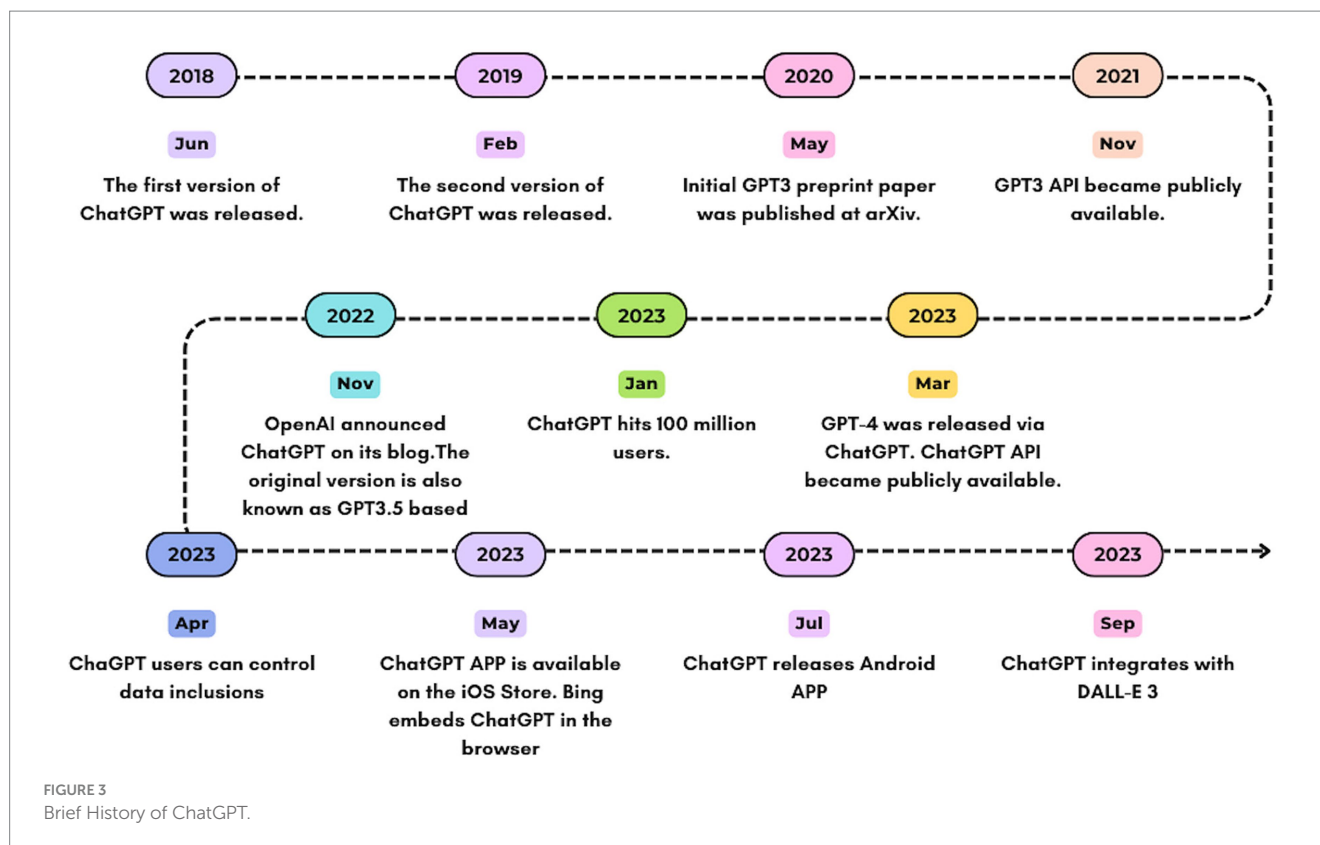 2018
2019
2020
2021
Jun
Feb
May
Nov
The first version of
ChatGPT was released.
The second version of
ChatGPT was released.
Initial GPT3 preprint paper
was published at arXiv.
GPT3 API became publicly
available.
2022
2023
2023
Nov
Jan
Mar
OpenAI announced
ChatGPT on its blog.The
original version is also
known as GPT3.5 based
ChatGPT hits 100 million
users.
GPT-4 was released via
ChatGPT. ChatGPT API
became publicly available.
2023
2023
2023
2023
Apr
May
Jul
Sep
ChaGPT users can control
data inclusions
ChatGPT APP is available
on the iOS Store. Bing
embeds ChatGPT in the
browser
ChatGPT releases Android
APP
ChatGPT integrates with
DALL-E 3
FIGURE 3
Brief History of ChatGPT.